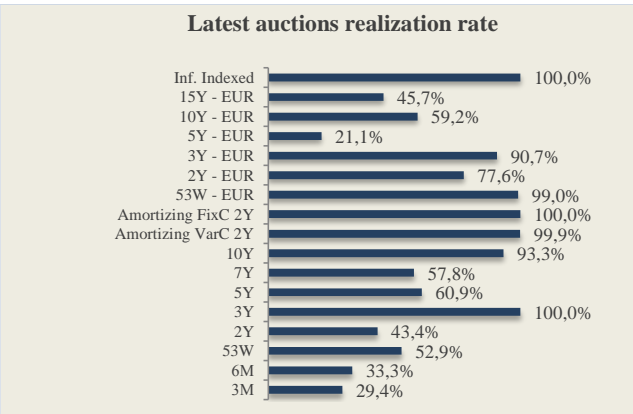 Latest auctions realization rate
Inf. Indexed 100,0%
15Y - EUR 45,7%
10Y - EUR 59,2%
5Y - EUR 21,1%
3Y - EUR 90,7%
2Y - EUR 77,6%
53W - EUR 99,0%
Amortizing FixC 2Y 100,0%
Amortizing VarC 2Y 99,9%
10Y 93,3%
7Y 57,8%
5Y 60,9%
3Y 100,0%
2Y 43,4%
53W 52,9%
6M 33,3%
3M 29,4%